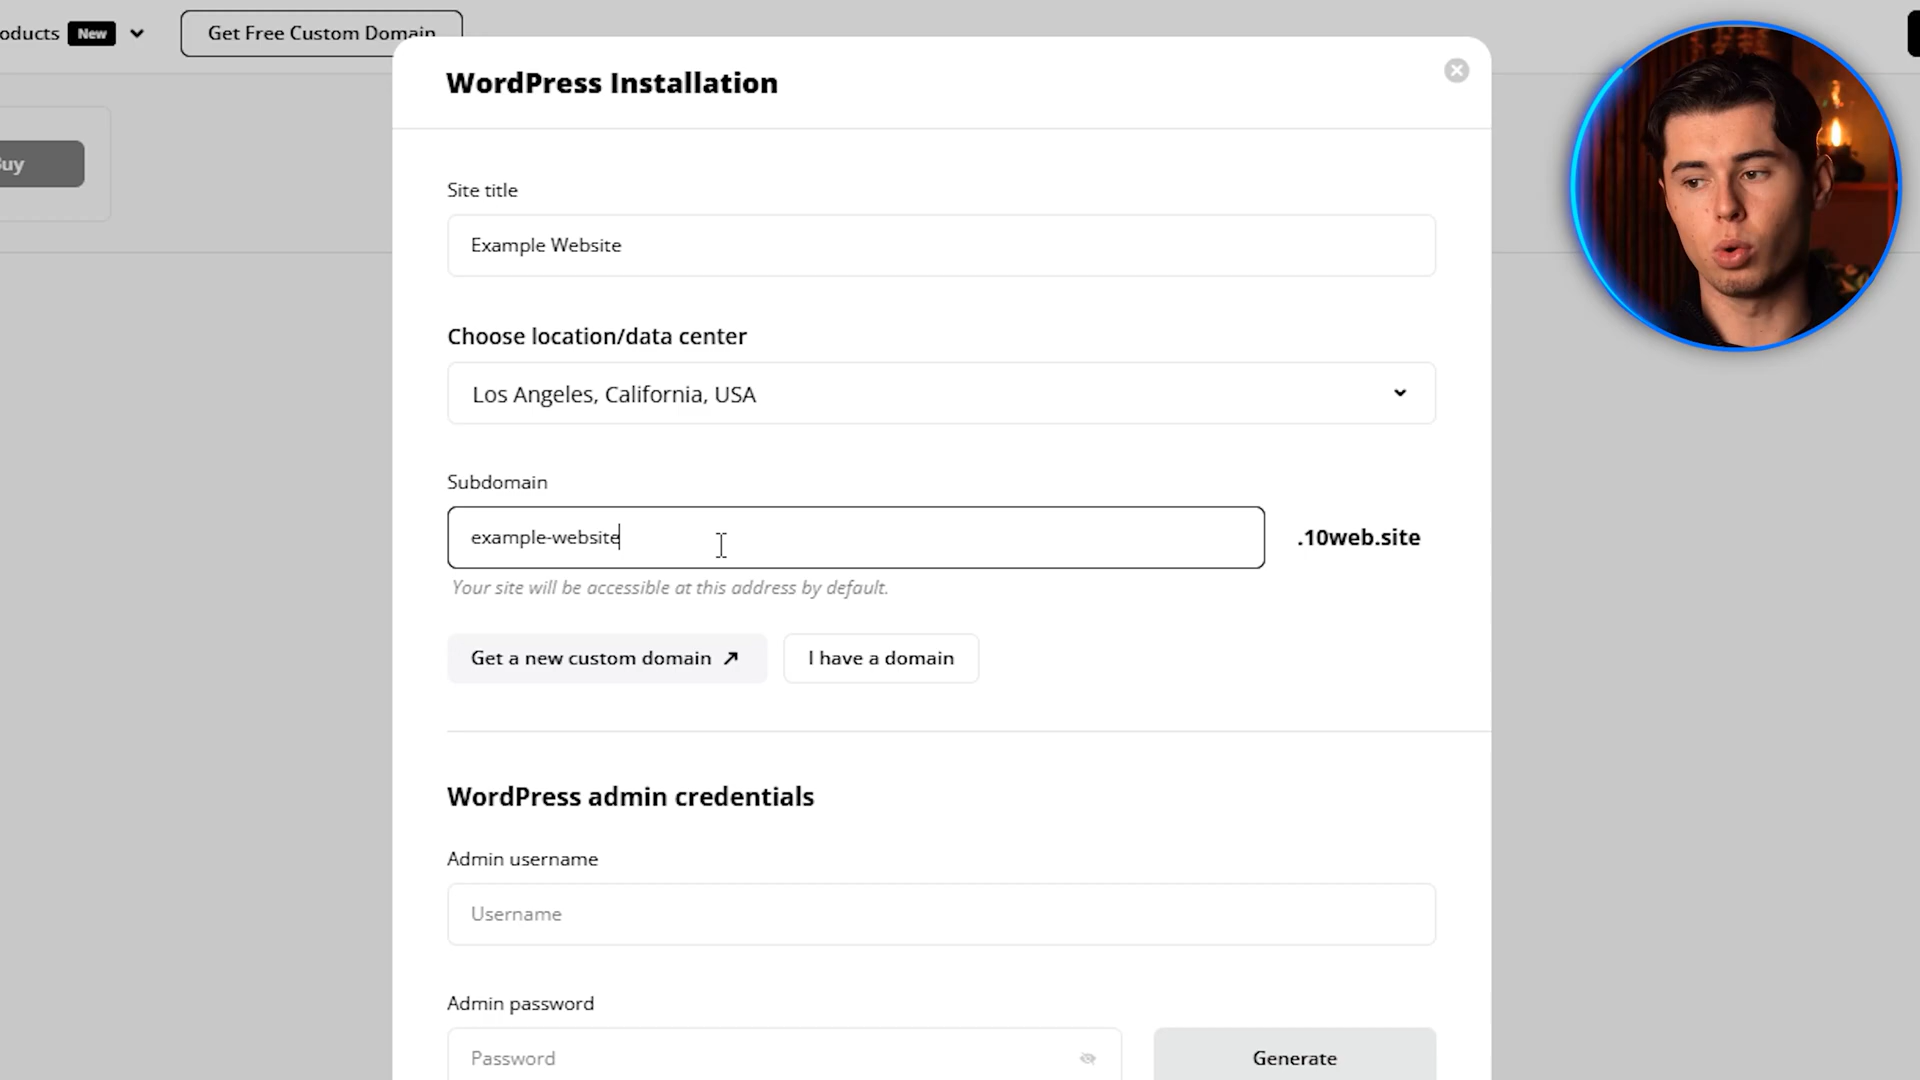 oducts New
Get Free Custom Domain
WordPress Installation
Buy
Site title
Example Website
Choose location/data center
Los Angeles, California, USA
Subdomain
example-website
.10web.site
Your site will be accessible at this address by default.
Get a new custom domain
I have a domain
WordPress admin credentials
Admin username
Username
Admin password
Password
Generate